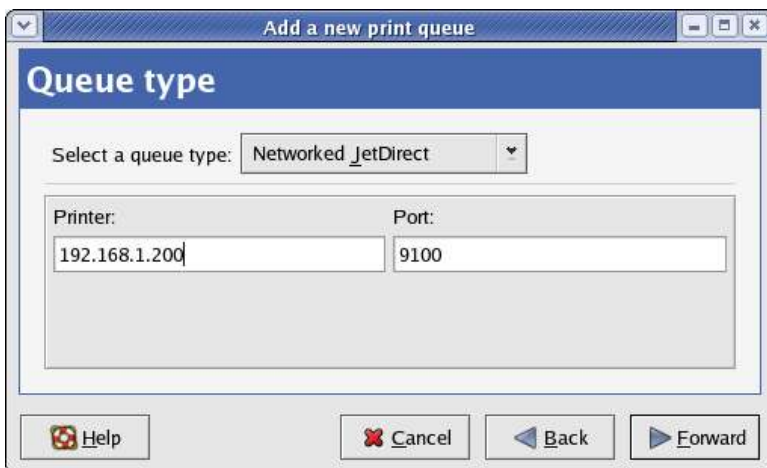 Add a new print queue
Queue type
Select a queue type: Networked JetDirect
Printer: Port:
192.168.1.200 9100
Help Cancel Back Forward